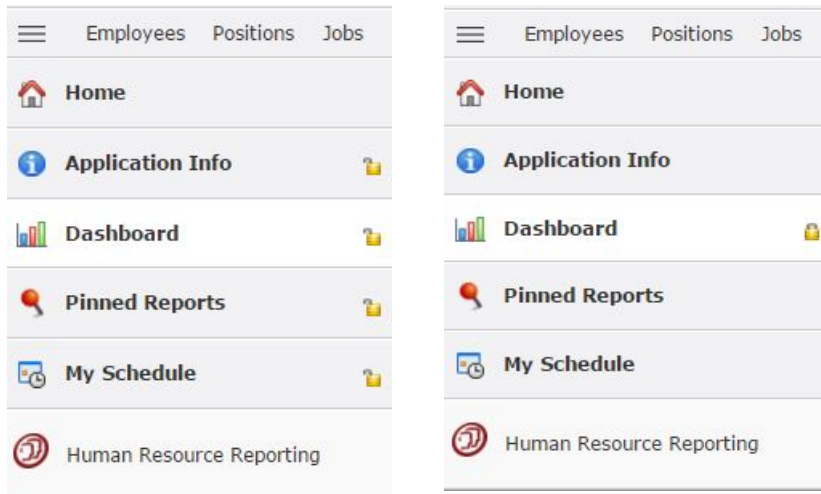 Employees Positions Jobs
Home
Application Info
Dashboard
Pinned Reports
My Schedule
Human Resource Reporting
Employees Positions Jobs
Home
Application Info
Dashboard
Pinned Reports
My Schedule
Human Resource Reporting